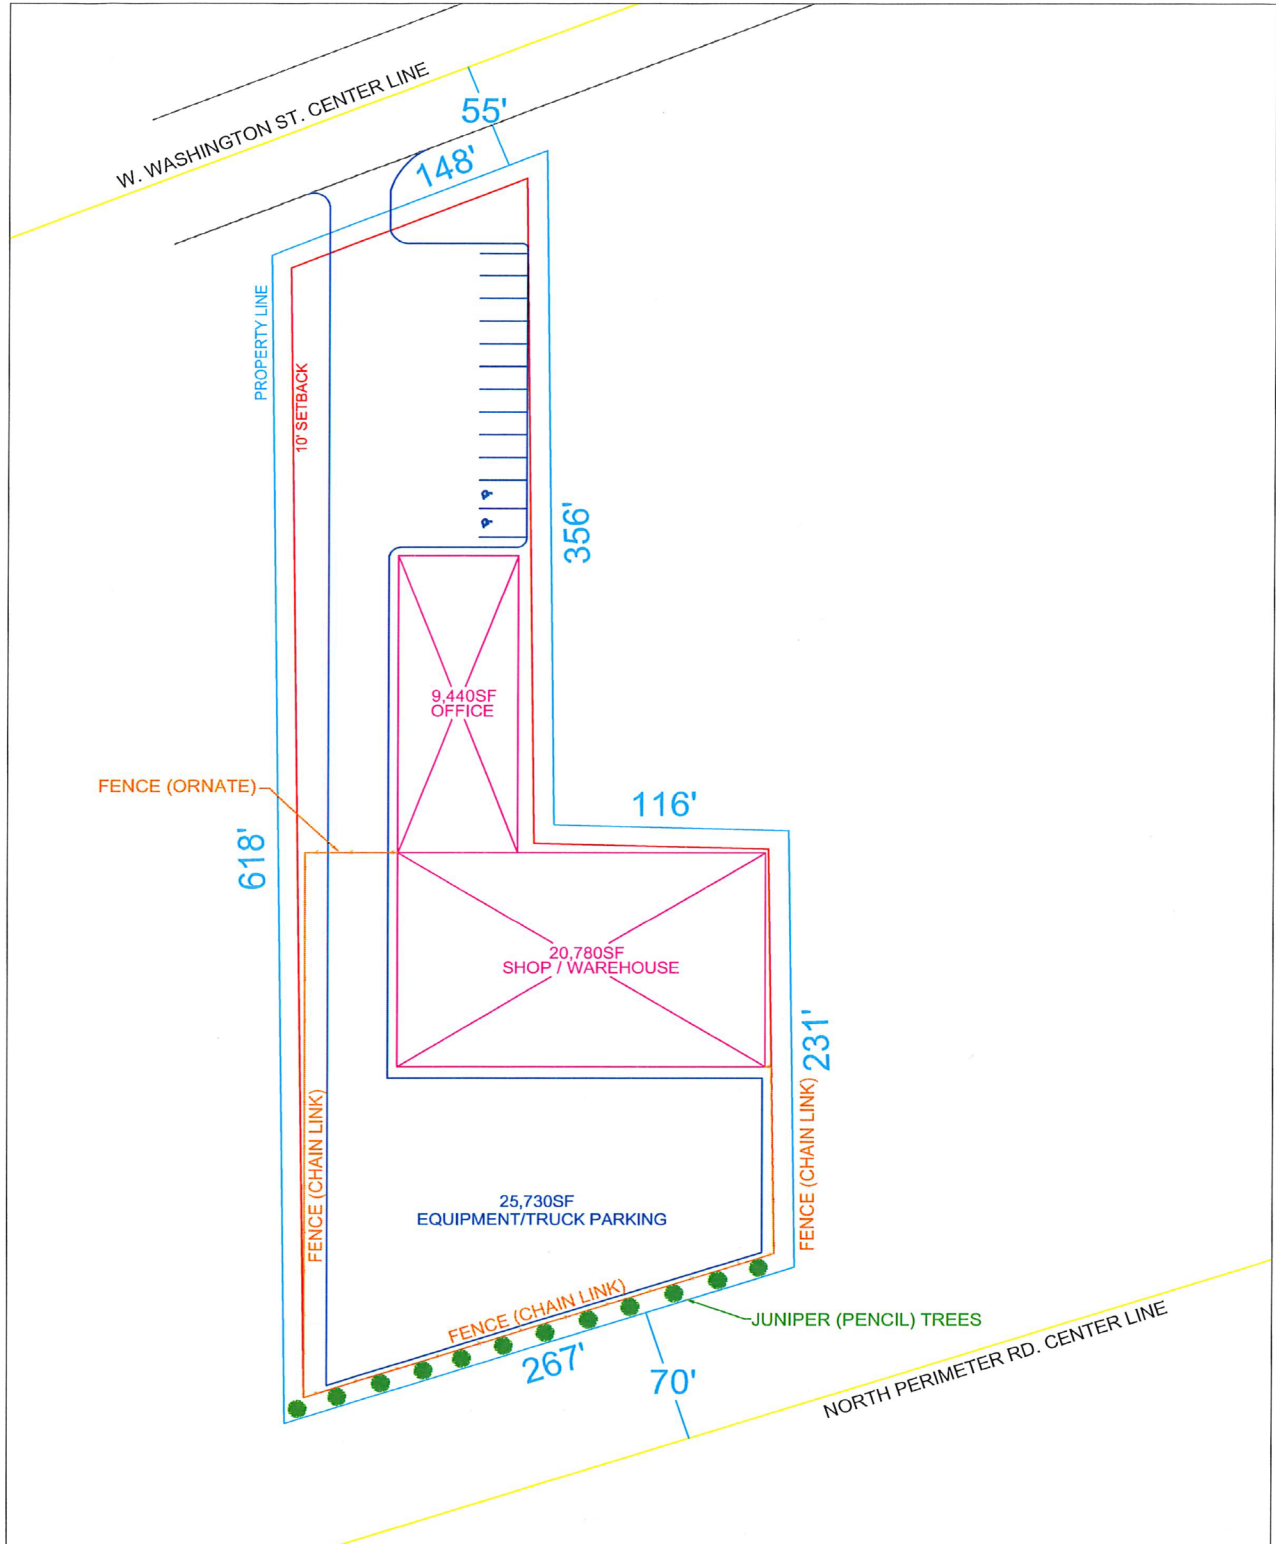 W. WASHINGTON ST. CENTER LINE
55'
148'
PROPERTY LINE
10' SETBACK
356'
9,440SF
OFFICE
FENCE (ORNATE)
116'
618'
20,780SF
SHOP / WAREHOUSE
231'
FENCE (CHAIN LINK)
FENCE (CHAIN LINK)
25,730SF
EQUIPMENT/TRUCK PARKING
FENCE (CHAIN LINK)
267'
JUNIPER (PENCIL) TREES
70'
NORTH PERIMETER RD. CENTER LINE